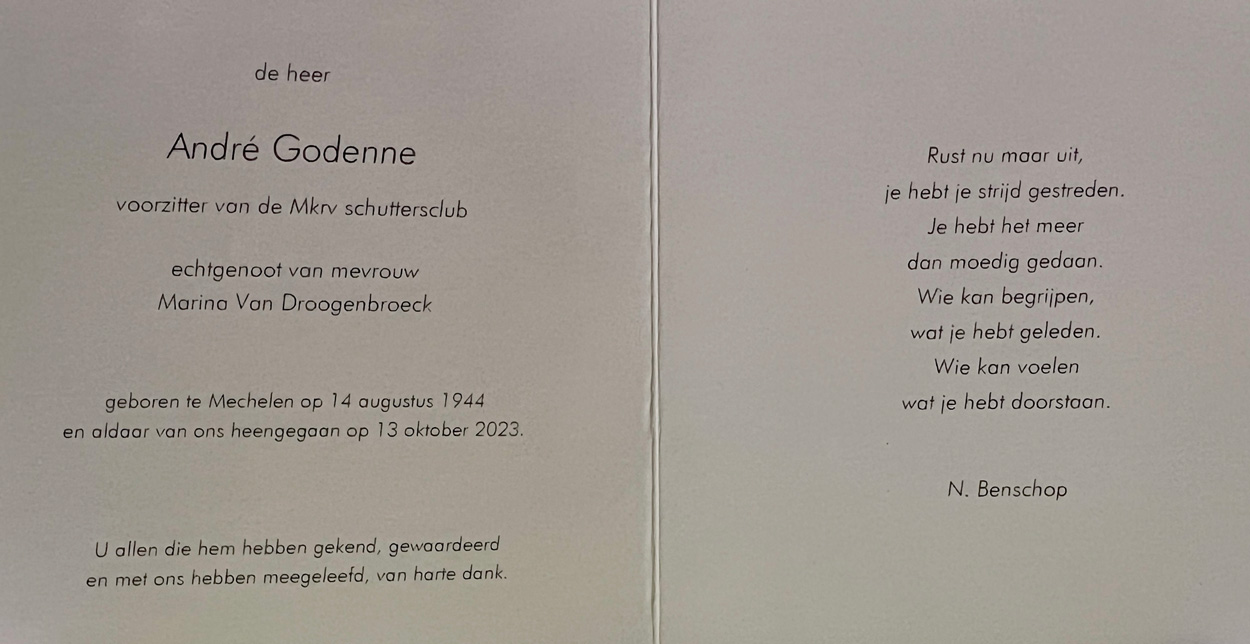 de heer
André Godenne
voorzitter van de Mkrv schuttersclub
echtgenoot van mevrouw
Marina Van Droogenbroeck
geboren te Mechelen op 14 augustus 1944
en aldaar van ons heengegaan op 13 oktober 2023.
U allen die hem hebben gekend, gewaardeerd
en met ons hebben meegeleefd, van harte dank.
Rust nu maar uit,
je hebt je strijd gestreden.
Je hebt het meer
dan moedig gedaan.
Wie kan begrijpen,
wat je hebt geleden.
Wie kan voelen
wat je hebt doorstaan.
N. Benschop